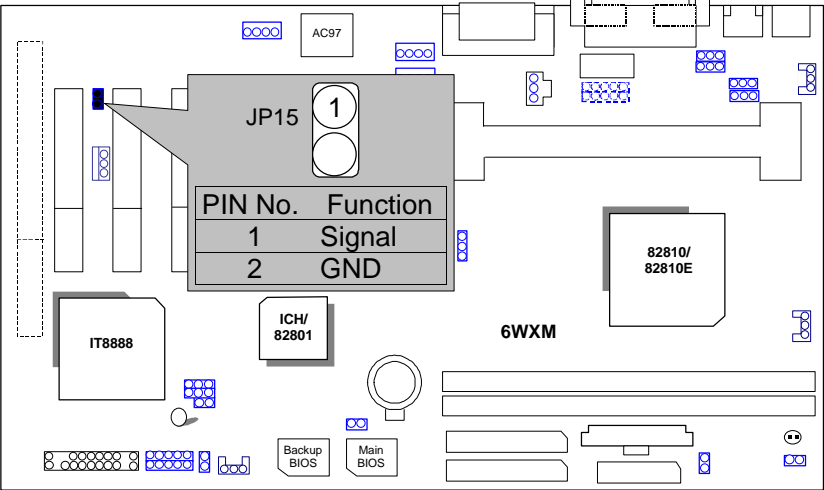 AC97
JP15
1
PIN No. Function
1 Signal
2 GND
82810/
82810E
ICH/
82801
6WXM
IT8888
Backup
BIOS
Main
BIOS